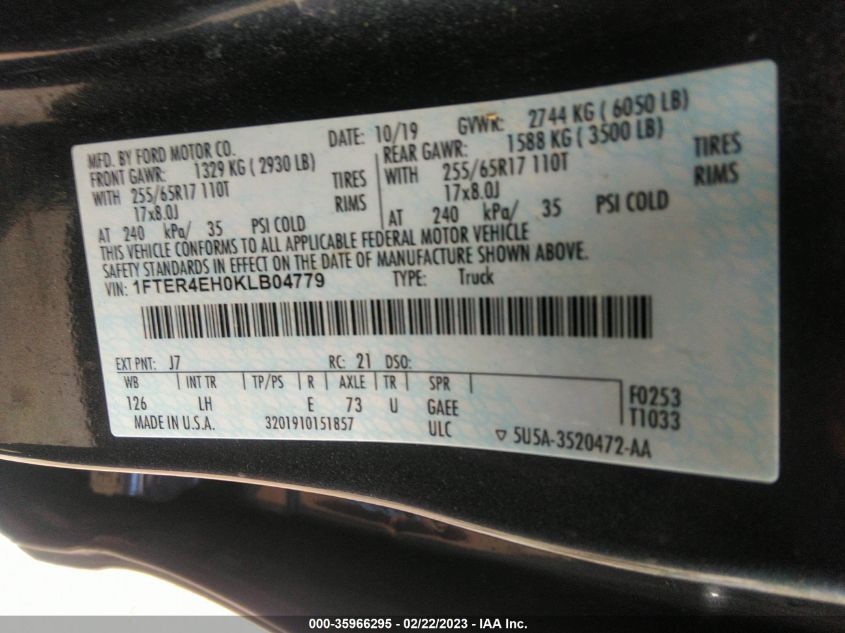 MFD. BY FORD MOTOR CO. DATE: 10/19 GVWR: 2744 KG ( 6050 LB)
FRONT GAWR: 1329 KG ( 2930 LB) REAR GAWR: 1588 KG ( 3500 LB)
WITH 255/65R17 110T TIRES WITH 255/65R17 110T TIRES
17x8.0J RIMS 17x8.0J RIMS
AT 240 kPa/ 35 PSI COLD AT 240 kPa/ 35 PSI COLD
THIS VEHICLE CONFORMS TO ALL APPLICABLE FEDERAL MOTOR VEHICLE
SAFETY STANDARDS IN EFFECT ON THE DATE OF MANUFACTURE SHOWN ABOVE.
VIN: 1FTER4EH0KLB04779 TYPE: Truck
EXT PNT: J7 RC: 21 DSO:
WB INT TR TP/PS R AXLE TR SPR
126 LH E 73 U GAEE F0253
MADE IN U.S.A. 3201910151857 ULC T1033
▽ 5U5A-3520472-AA
000-35966295 - 02/22/2023 - IAA Inc.